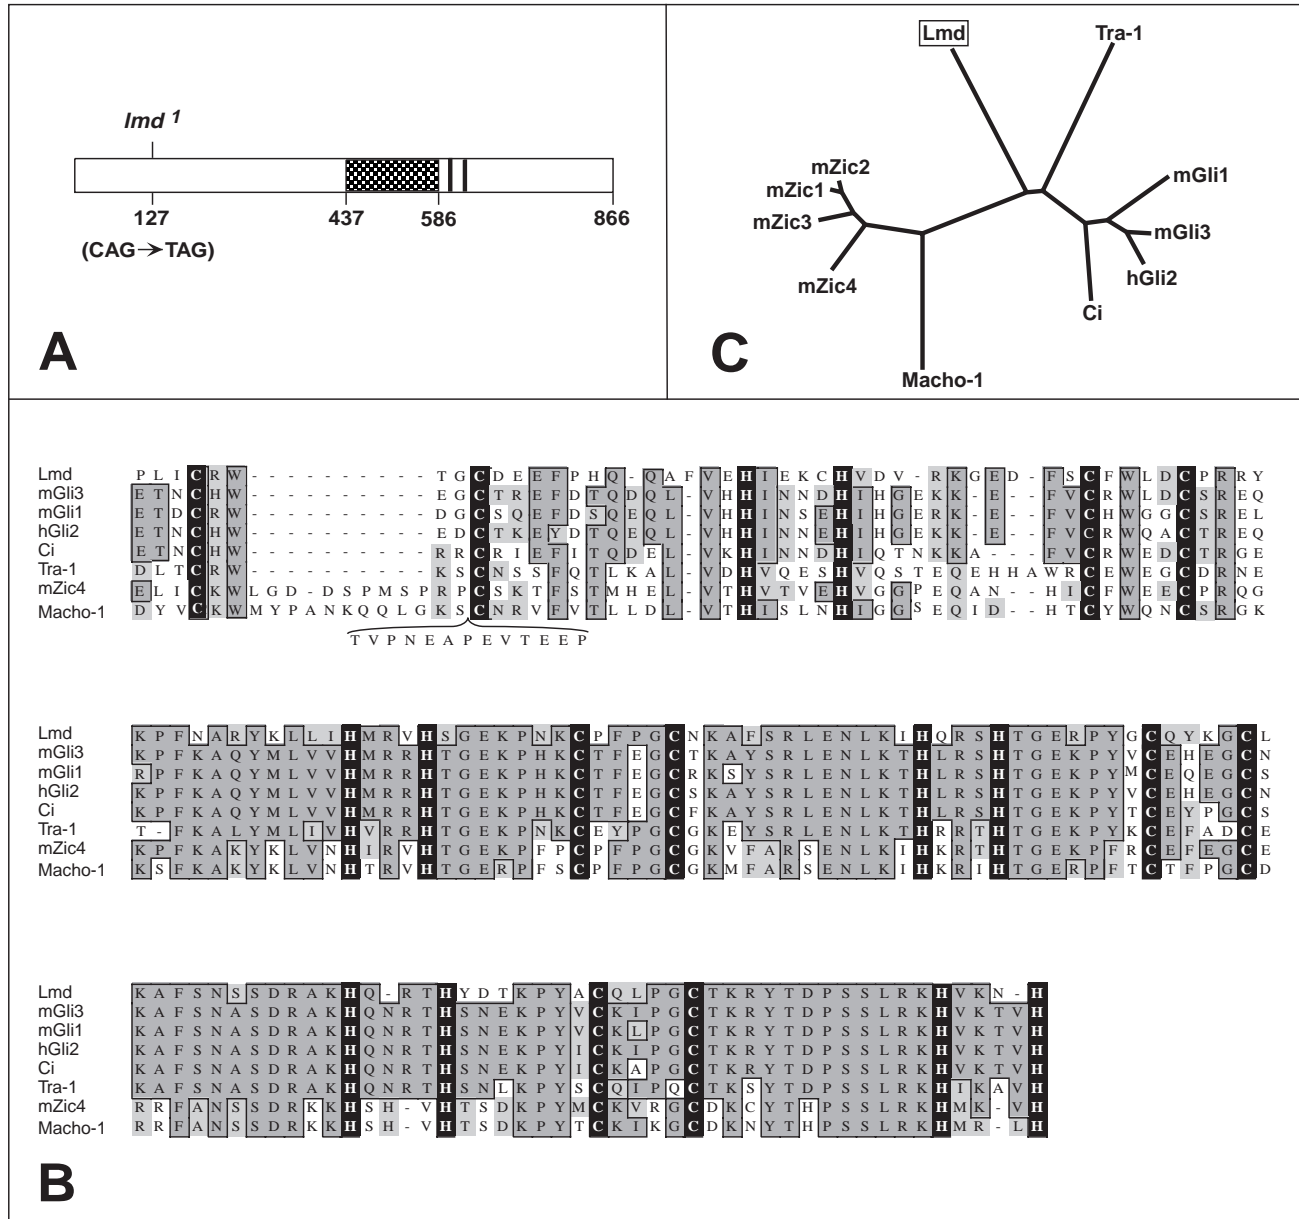 A
lmd 1
127
437
586
866
(CAG→TAG)
C
Lmd
Tra-1
mZic2
mZic1
mZic3
mZic4
mGli1
mGli3
hGli2
Ci
Macho-1
Lmd P L I C R W - - - - - - - - - - T G C D E E F P H Q - Q A F V E H I E K C H V D V - R K G E D - F S C F W L D C P R R Y
mGli3 E T N C H W - - - - - - - - - - E G C T R E F D T Q D Q L - V H H I N N D H I H G E K K - E - - F V C R W L D C S R E Q
mGli1 E T D C R W - - - - - - - - - - D G C S Q E F D S Q E Q L - V H H I N S E H I H G E R K - E - - F V C H W G G C S R E L
hGli2 E T N C H W - - - - - - - - - - E D C T K E Y D T Q E Q L - V H H I N N E H I H G E K K - E - - F V C R W Q A C T R E Q
Ci E T N C H W - - - - - - - - - - R R C R I E F I T Q D E L - V K H I N N D H I Q T N K K A - - - F V C R W E D C T R G E
Tra-1 D L T C R W - - - - - - - - - - K S C N S S F Q T L K A L - V D H V Q E S H V Q S T E Q E H H A W R C E W E G C D R N E
mZic4 E L I C K W L G D - D S P M S P R P C S K T F S T M H E L - V T H V T V E H V G G P E Q A N - - H I C F W E E C P R Q G
Macho-1 D Y V C K W M Y P A N K Q Q L G K S C N R V F V T L L D L - V T H I S L N H I G G S E Q I D - - H T C Y W Q N C S R G K
T V P N E A P E V T E E P
Lmd K P F N A R Y K L L I H M R V H S G E K P N K C P F P G C N K A F S R L E N L K I H Q R S H T G E R P Y G C Q Y K G C L
mGli3 K P F K A Q Y M L V V H M R R H T G E K P H K C T F E G C T K A Y S R L E N L K T H L R S H T G E K P Y V C E H E G C N
mGli1 R P F K A Q Y M L V V H M R R H T G E K P H K C T F E G C R K S Y S R L E N L K T H L R S H T G E K P Y M C E Q E G C S
hGli2 K P F K A Q Y M L V V H M R R H T G E K P H K C T F E G C S K A Y S R L E N L K T H L R S H T G E K P Y V C E H E G C N
Ci K P F K A Q Y M L V V H M R R H T G E K P H K C T F E G C F K A Y S R L E N L K T H L R S H T G E K P Y T C E Y P G C S
Tra-1 T - F K A L Y M L I V H V R R H T G E K P N K C E Y P G C G K E Y S R L E N L K T H R R T H T G E K P Y K C E F A D C E
mZic4 K P F K A K Y K L V N H I R V H T G E K P F P C P F P G C G K V F A R S E N L K I H K R T H T G E K P F R C E F E G C E
Macho-1 K S F K A K Y K L V N H T R V H T G E R P F S C P F P G C G K M F A R S E N L K I H K R I H T G E R P F T C T F P G C D
Lmd K A F S N S S D R A K H Q - R T H Y D T K P Y A C Q L P G C T K R Y T D P S S L R K H V K N - H
mGli3 K A F S N A S D R A K H Q N R T H S N E K P Y V C K I P G C T K R Y T D P S S L R K H V K T V H
mGli1 K A F S N A S D R A K H Q N R T H S N E K P Y V C K L P G C T K R Y T D P S S L R K H V K T V H
hGli2 K A F S N A S D R A K H Q N R T H S N E K P Y I C K I P G C T K R Y T D P S S L R K H V K T V H
Ci K A F S N A S D R A K H Q N R T H S N E K P Y I C K A P G C T K R Y T D P S S L R K H V K T V H
Tra-1 K A F S N A S D R A K H Q N R T H S N L K P Y S C Q I P Q C T K S Y T D P S S L R K H I K A V H
mZic4 R R F A N S S D R K K H S H - V H T S D K P Y M C K V R G C D K C Y T H P S S L R K H M K - V H
Macho-1 R R F A N S S D R K K H S H - V H T S D K P Y T C K I K G C D K N Y T H P S S L R K H M R - L H
B